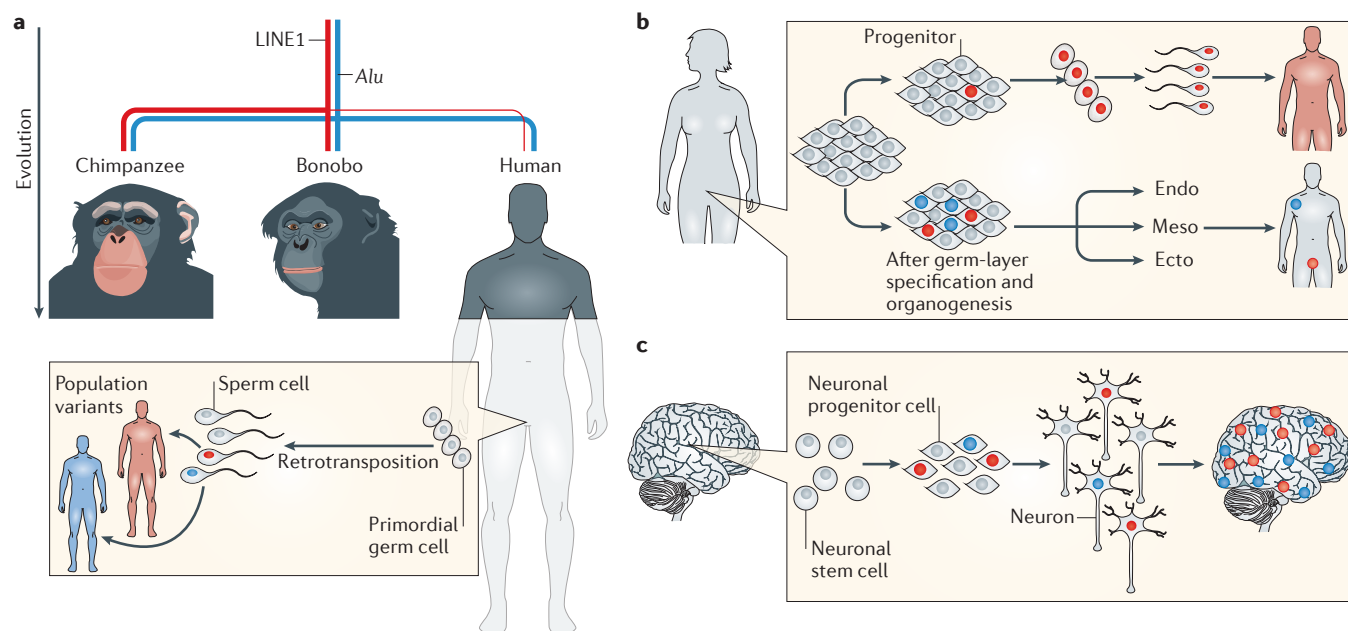 a
LINE1
Alu
Evolution
Chimpanzee
Bonobo
Human
Population
variants
Sperm cell
Retrotransposition
Primordial
germ cell
b
Progenitor
After germ-layer
specification and
organogenesis
Endo
Meso
Ecto
c
Neuronal
progenitor cell
Neuronal
stem cell
Neuron